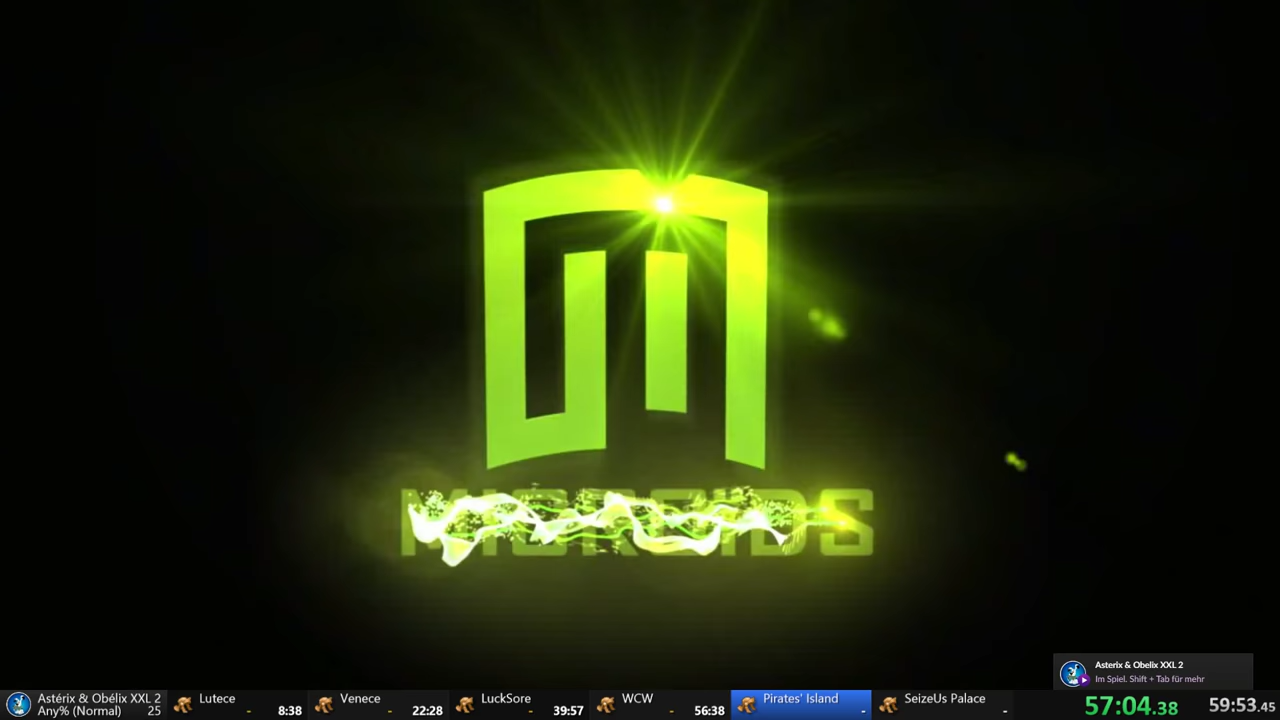 MICROIDS
Asterix & Obelix XXL 2
Im Spiel. Shift + Tab für mehr
Astérix & Obélix XXL 2
Any% (Normal) 25
Lutece
- 8:38
Venece
- 22:28
LuckSore
- 39:57
WCW
- 56:38
Pirates' Island
-
SeizeUs Palace
-
57:04.38
59:53.45